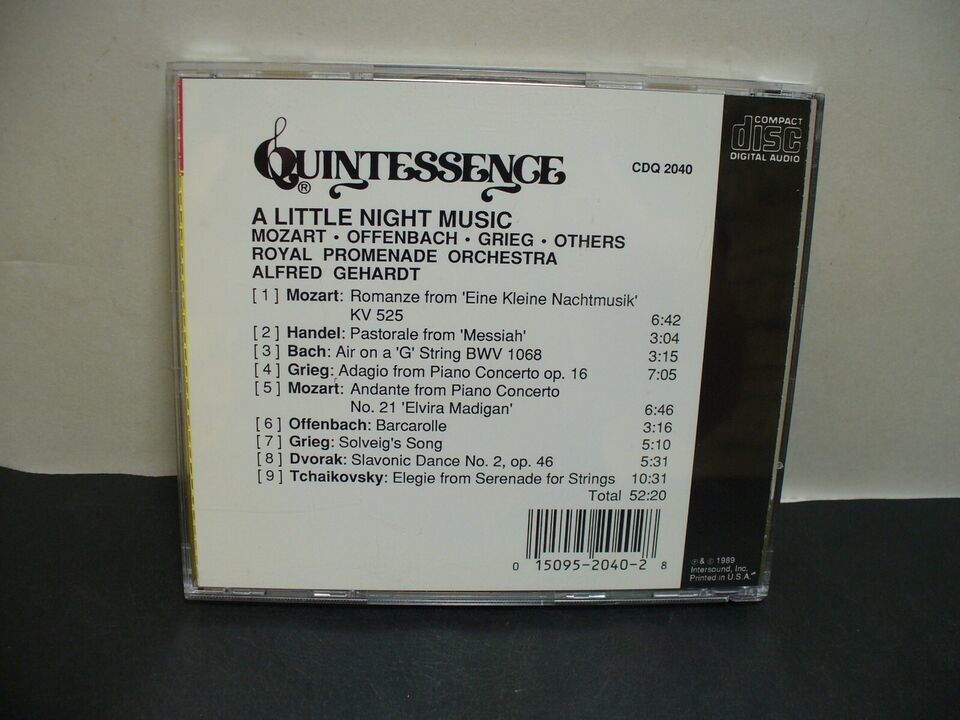 QUINTESSENCE®
CDQ 2040
COMPACT
disc
DIGITAL AUDIO
A LITTLE NIGHT MUSIC
MOZART • OFFENBACH • GRIEG • OTHERS
ROYAL PROMENADE ORCHESTRA
ALFRED GEHARDT
[1] Mozart: Romanze from 'Eine Kleine Nachtmusik'
KV 525 6:42
[2] Handel: Pastorale from 'Messiah' 3:04
[3] Bach: Air on a 'G' String BWV 1068 3:15
[4] Grieg: Adagio from Piano Concerto op. 16 7:05
[5] Mozart: Andante from Piano Concerto
No. 21 'Elvira Madigan' 6:46
[6] Offenbach: Barcarolle 3:16
[7] Grieg: Solveig's Song 5:10
[8] Dvorak: Slavonic Dance No. 2, op. 46 5:31
[9] Tchaikovsky: Elegie from Serenade for Strings 10:31
Total 52:20
0 15095-2040-2 8
℗ & © 1989
Intersound, Inc.
Printed in U.S.A.